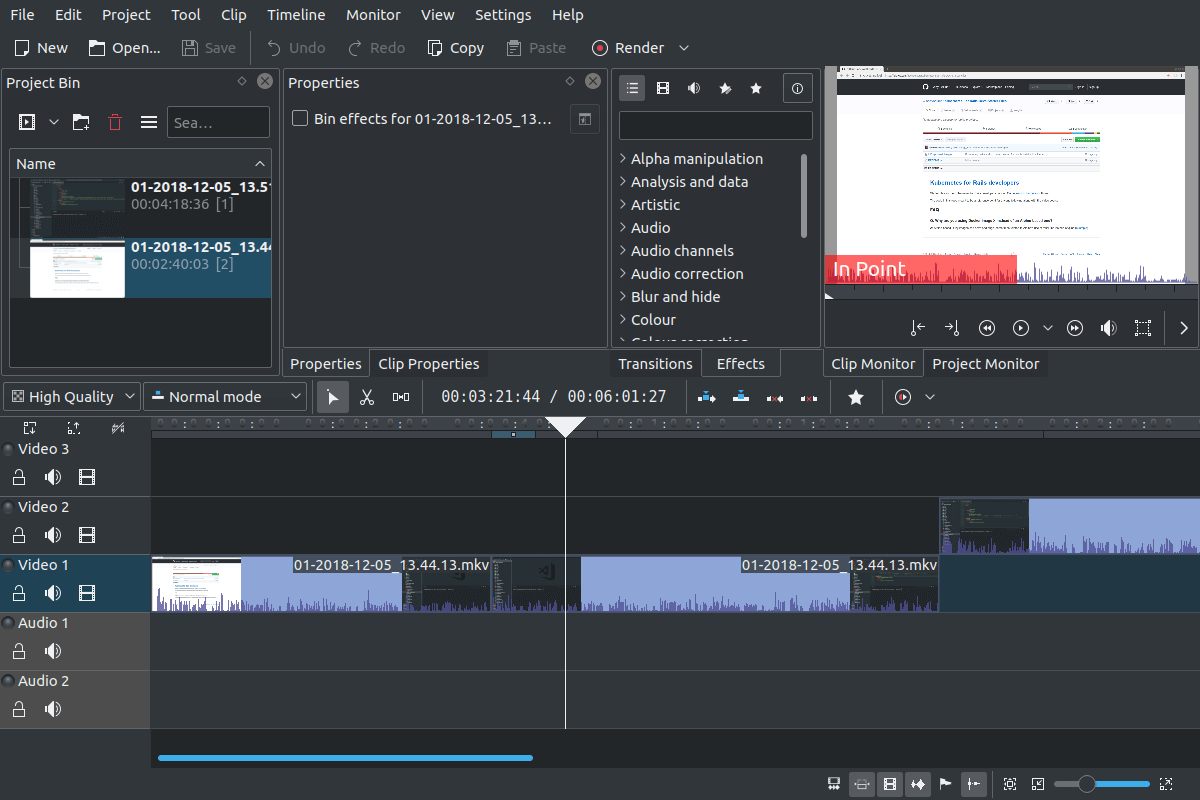 File Edit Project Tool Clip Timeline Monitor View Settings Help
New Open... Save Undo Redo Copy Paste Render
Project Bin
Properties
Bin effects for 01-2018-12-05_13...
Sea...
Name
01-2018-12-05_13.51
00:04:18:36 [1]
01-2018-12-05_13.44
00:02:40:03 [2]
Alpha manipulation
Analysis and data
Artistic
Audio
Audio channels
Audio correction
Blur and hide
Colour
Colour correction
Kubernetes for Rails developers
In Point
Properties Clip Properties Transitions Effects Clip Monitor Project Monitor
High Quality Normal mode 00:03:21:44 / 00:06:01:27
Video 3
Video 2
Video 1
01-2018-12-05_13.44.13.mkv
01-2018-12-05_13.44.13.mkv
Audio 1
Audio 2